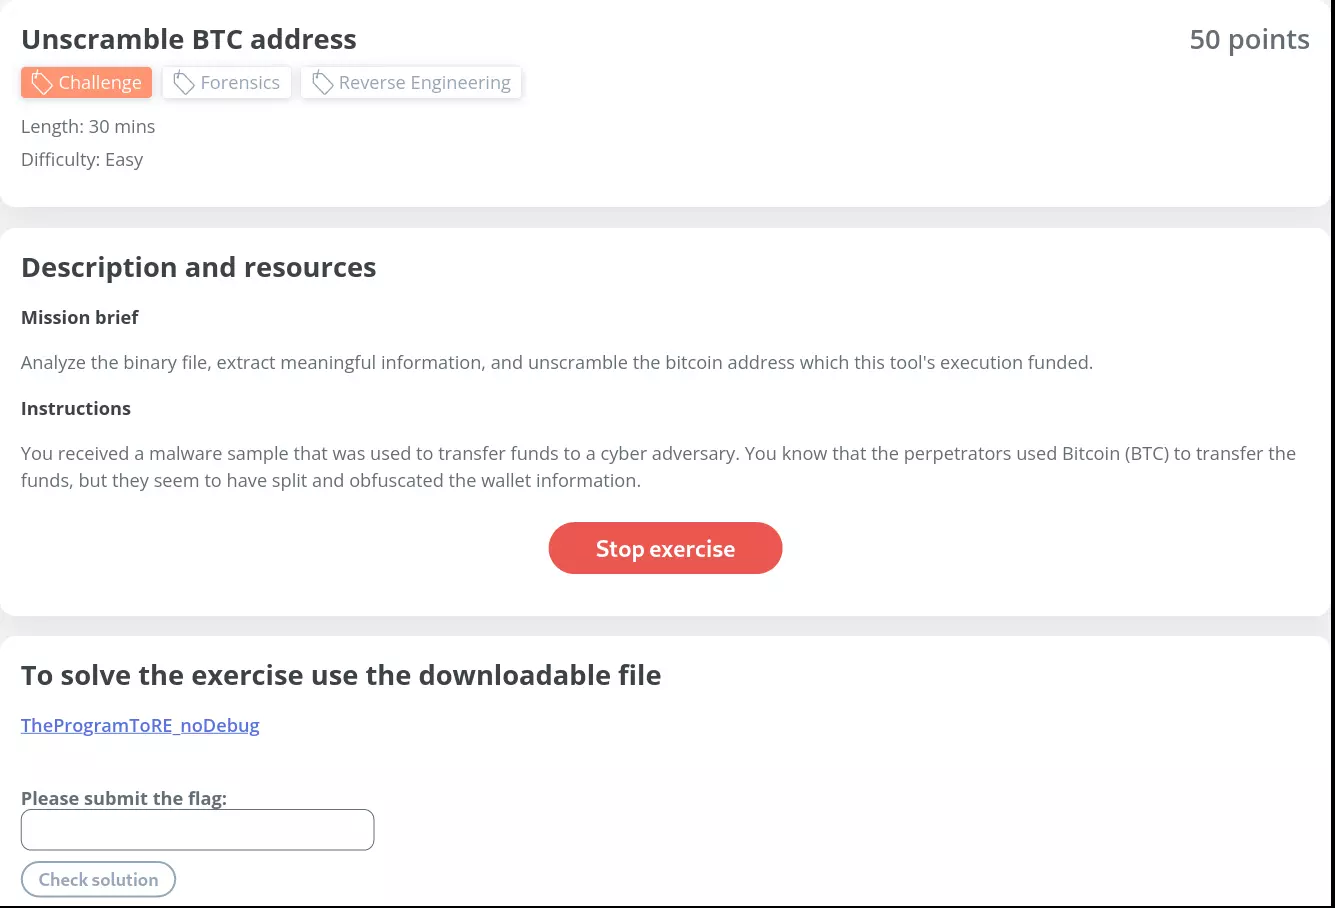 Unscramble BTC address
50 points
Challenge Forensics Reverse Engineering
Length: 30 mins
Difficulty: Easy
Description and resources
Mission brief
Analyze the binary file, extract meaningful information, and unscramble the bitcoin address which this tool's execution funded.
Instructions
You received a malware sample that was used to transfer funds to a cyber adversary. You know that the perpetrators used Bitcoin (BTC) to transfer the
funds, but they seem to have split and obfuscated the wallet information.
Stop exercise
To solve the exercise use the downloadable file
TheProgramToRE_noDebug
Please submit the flag:
Check solution